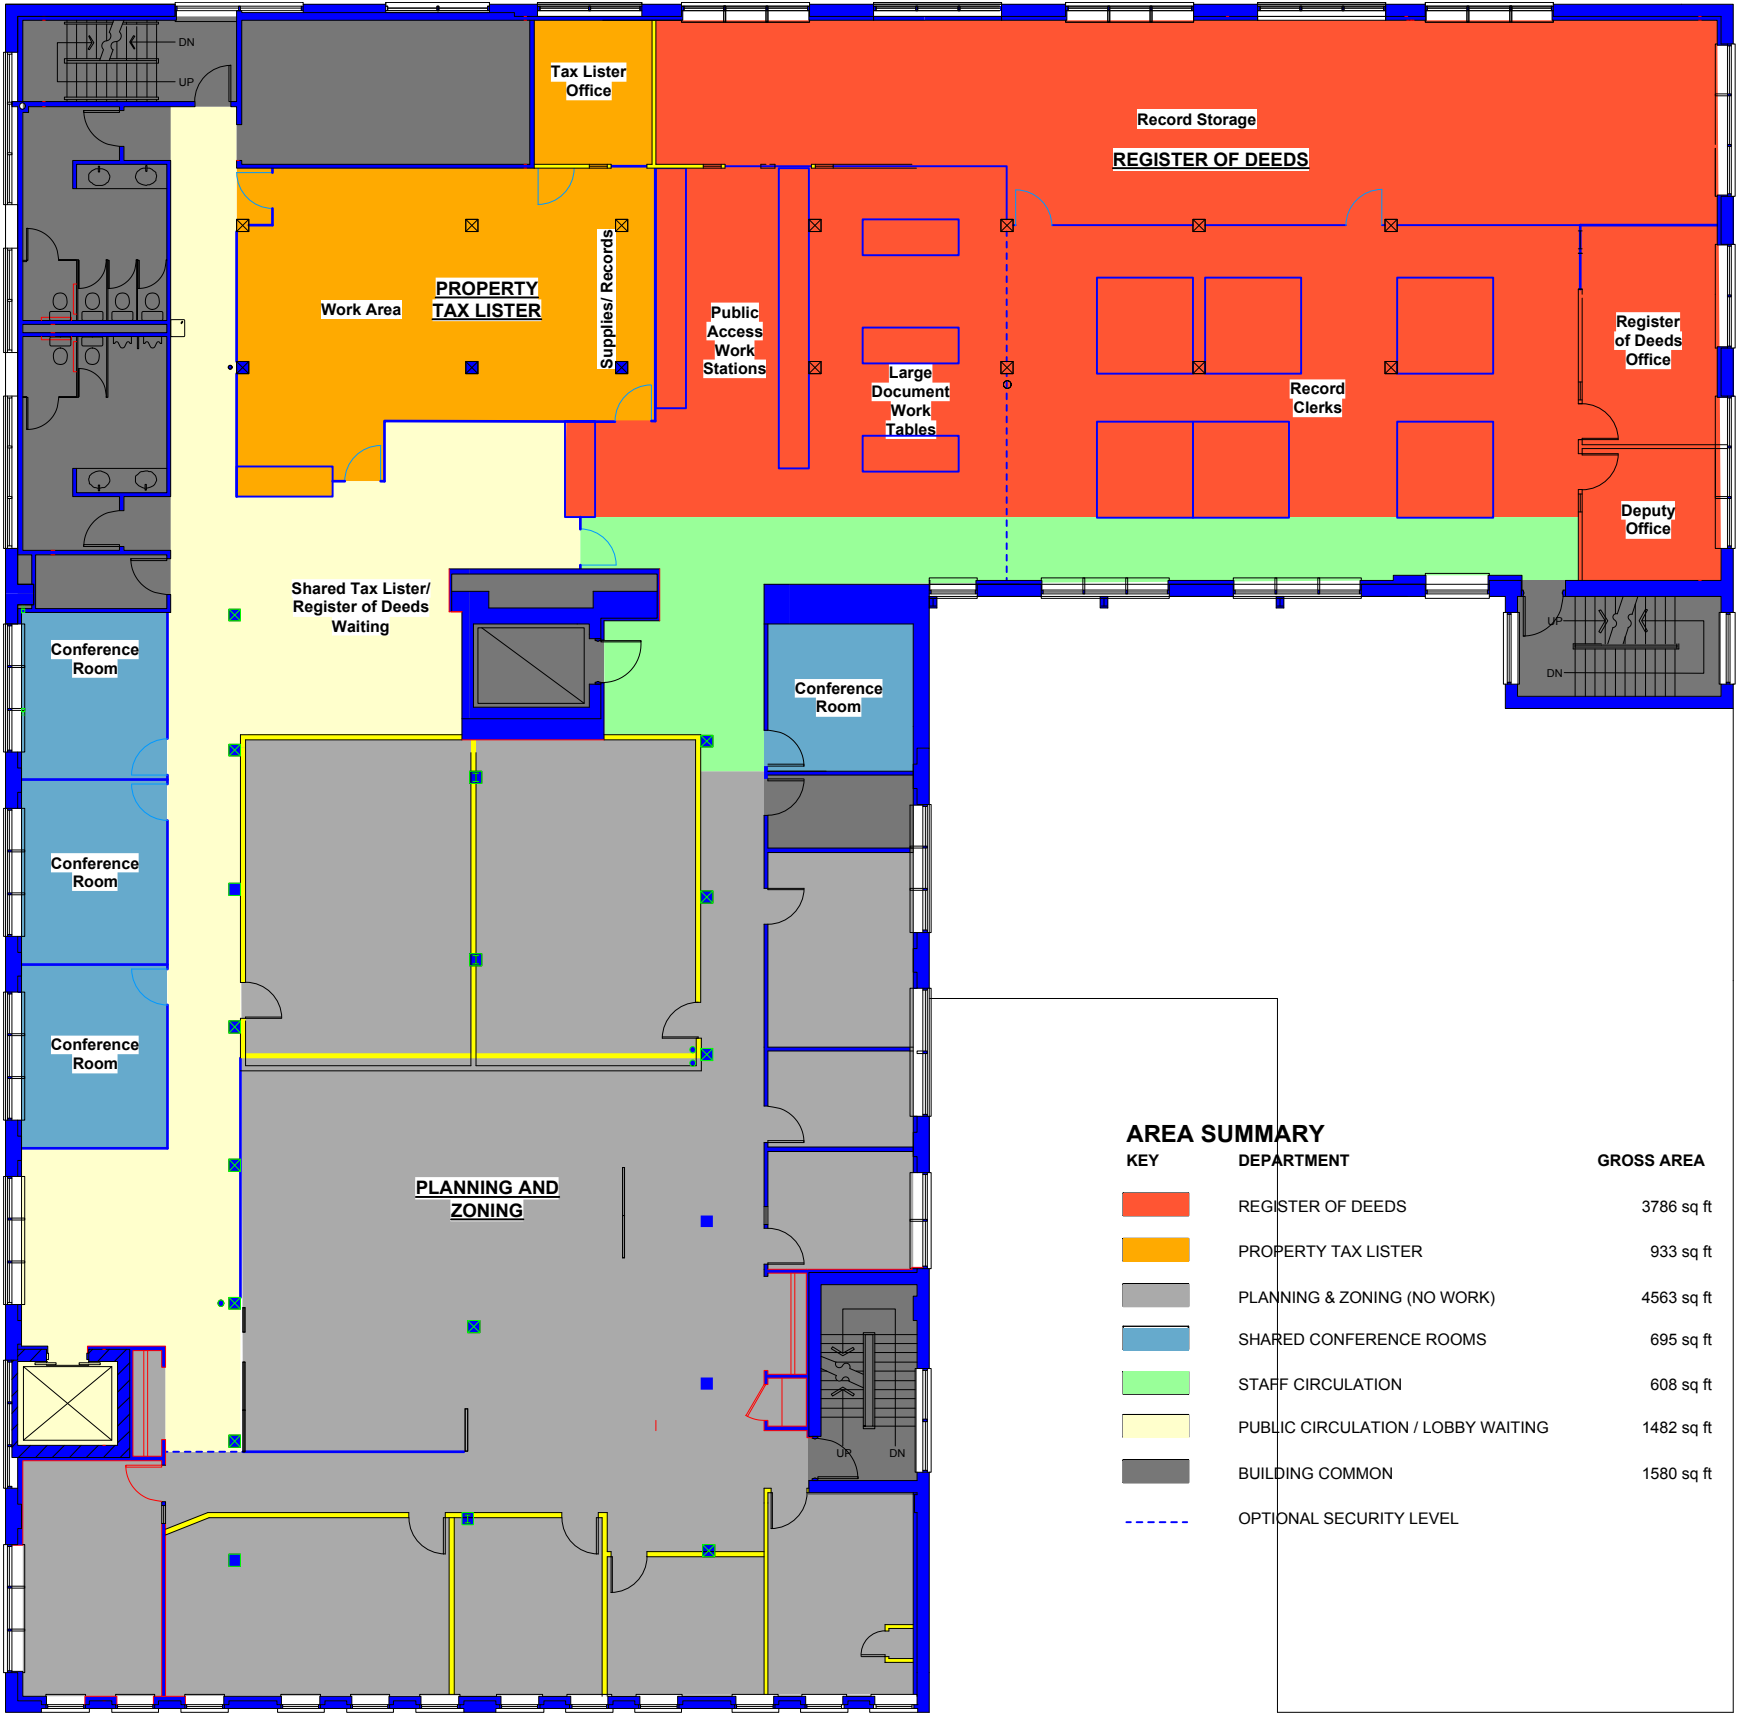 DN
UP
Tax Lister
Office
Record Storage
REGISTER OF DEEDS
Work Area
PROPERTY
TAX LISTER
Supplies/ Records
Public
Access
Work
Stations
Large
Document
Work
Tables
Record
Clerks
Register
of Deeds
Office
Deputy
Office
Shared Tax Lister/
Register of Deeds
Waiting
UP
DN
Conference
Room
Conference
Room
Conference
Room
Conference
Room
PLANNING AND
ZONING
UP DN
AREA SUMMARY
KEY DEPARTMENT GROSS AREA
REGISTER OF DEEDS 3786 sq ft
PROPERTY TAX LISTER 933 sq ft
PLANNING & ZONING (NO WORK) 4563 sq ft
SHARED CONFERENCE ROOMS 695 sq ft
STAFF CIRCULATION 608 sq ft
PUBLIC CIRCULATION / LOBBY WAITING 1482 sq ft
BUILDING COMMON 1580 sq ft
OPTIONAL SECURITY LEVEL